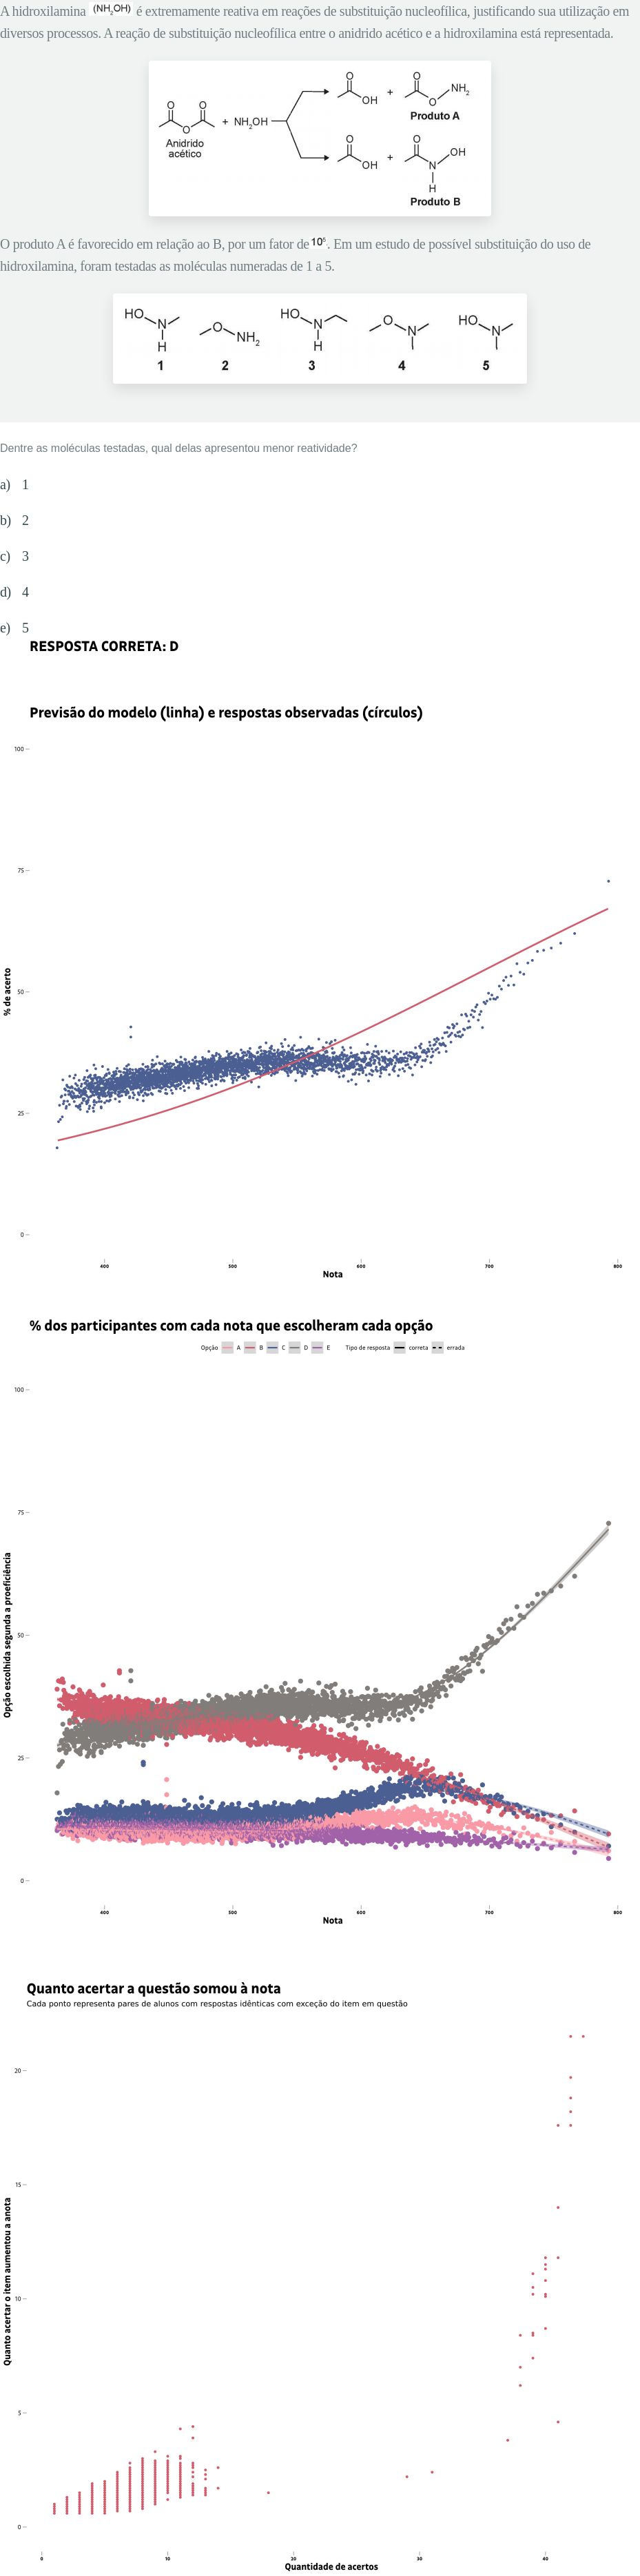 A hidroxilamina (NH2OH) é extremamente reativa em reações de substituição nucleofílica, justificando sua utilização em
diversos processos. A reação de substituição nucleofílica entre o anidrido acético e a hidroxilamina está representada.
O O
O
Anidrido
acético
+ NH2OH
O
OH
+
O
O
NH2
Produto A
O
OH
+
O
N
OH
H
Produto B
O produto A é favorecido em relação ao B, por um fator de 10⁵. Em um estudo de possível substituição do uso de
hidroxilamina, foram testadas as moléculas numeradas de 1 a 5.
HO N H
O NH2
HO N H
O N
HO N
1 2 3 4 5
Dentre as moléculas testadas, qual delas apresentou menor reatividade?
a) 1
b) 2
c) 3
d) 4
e) 5
RESPOSTA CORRETA: D
Previsão do modelo (linha) e respostas observadas (círculos)
100
75
50
25
0
% de acerto
400 500 600 700 800
Nota
% dos participantes com cada nota que escolheram cada opção
Opção A B C D E Tipo de resposta correta errada
100
75
50
25
0
Opção escolhida segunda a proeficiência
400 500 600 700 800
Nota
Quanto acertar a questão somou à nota
Cada ponto representa pares de alunos com respostas idênticas com exceção do item em questão
20
15
10
5
0
Quanto acertar o item aumentou a anota
0 10 20 30 40
Quantidade de acertos